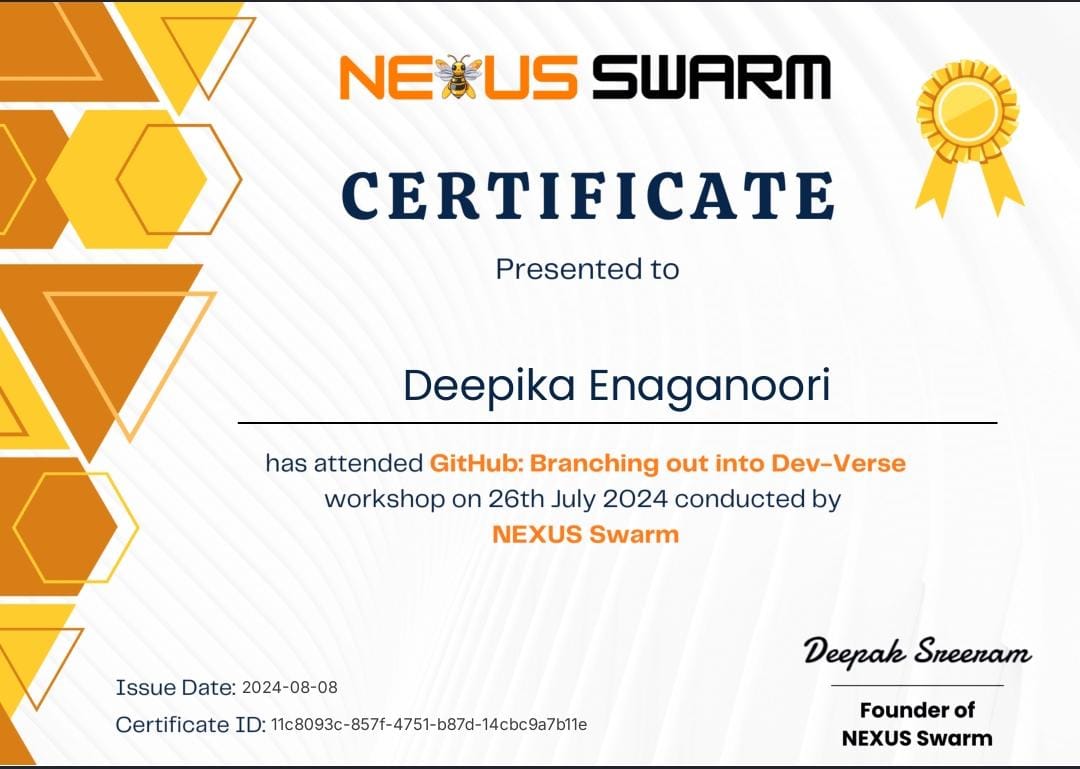 NEXUS SWARM
CERTIFICATE
Presented to
Deepika Enaganoori
has attended GitHub: Branching out into Dev-Verse
workshop on 26th July 2024 conducted by
NEXUS Swarm
Deepak Sreeram
Issue Date: 2024-08-08
Certificate ID: 11c8093c-857f-4751-b87d-14cbc9a7b11e
Founder of
NEXUS Swarm